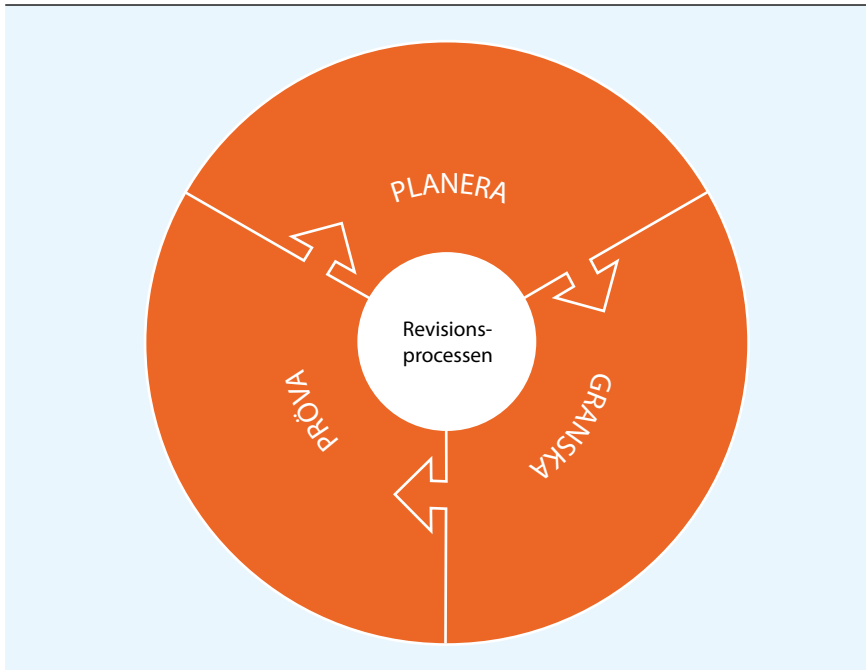 PLANERA
Revisions-
processen
PRÖVA
GRANSKA